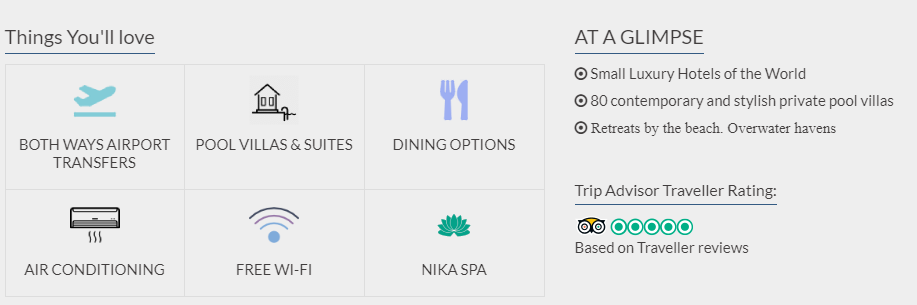 Things You'll love
BOTH WAYS AIRPORT
TRANSFERS
POOL VILLAS & SUITES
DINING OPTIONS
AIR CONDITIONING
FREE WI-FI
NIKA SPA
AT A GLIMPSE
Small Luxury Hotels of the World
80 contemporary and stylish private pool villas
Retreats by the beach. Overwater havens
Trip Advisor Traveller Rating:
Based on Traveller reviews